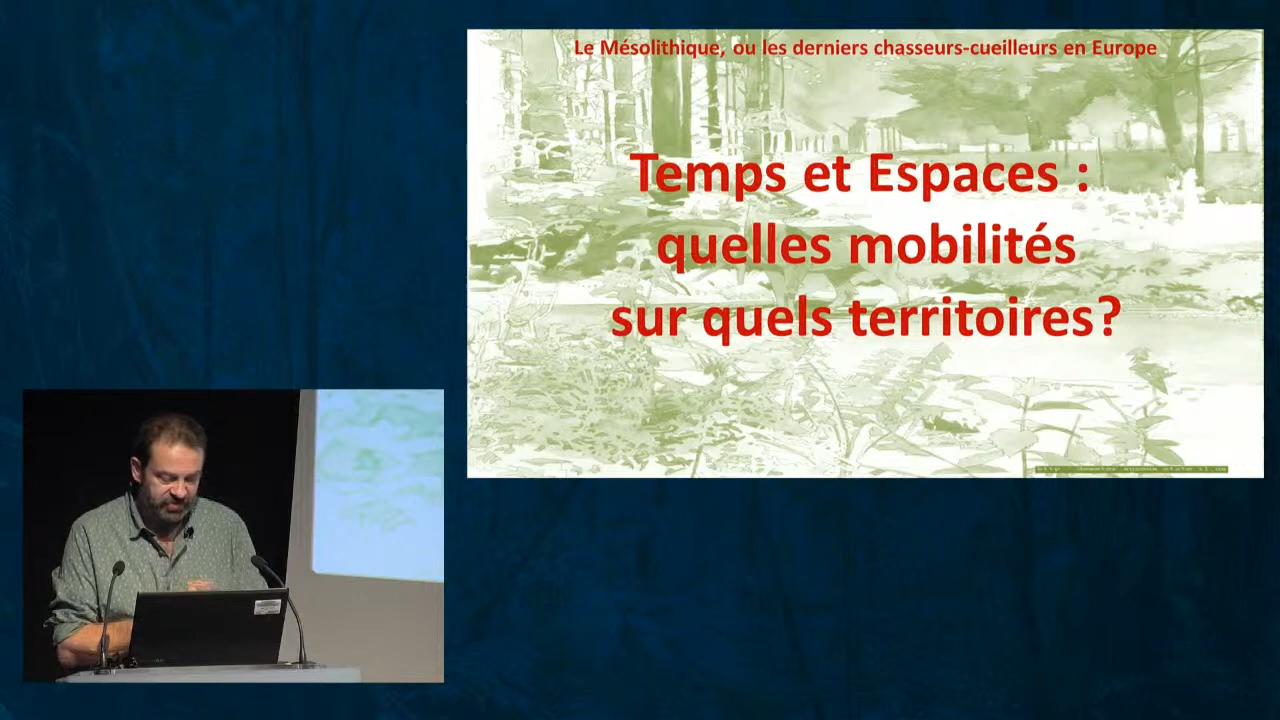 Le Mésolithique, ou les derniers chasseurs-cueilleurs en Europe
Temps et Espaces :
quelles mobilités
sur quels territoires?